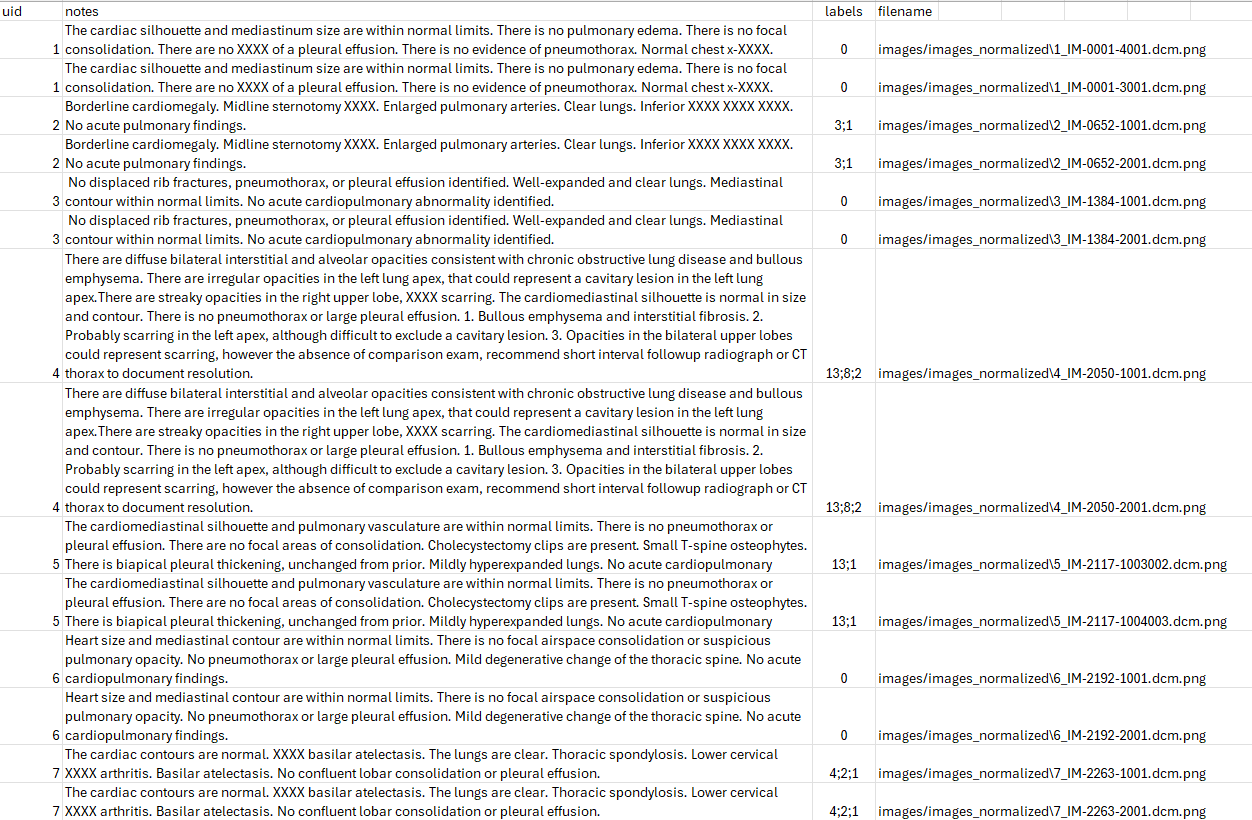 uid notes labels filename
The cardiac silhouette and mediastinum size are within normal limits. There is no pulmonary edema. There is no focal
1 consolidation. There are no XXXX of a pleural effusion. There is no evidence of pneumothorax. Normal chest x-XXXX. 0 images/images_normalized\1_IM-0001-4001.dcm.png
The cardiac silhouette and mediastinum size are within normal limits. There is no pulmonary edema. There is no focal
1 consolidation. There are no XXXX of a pleural effusion. There is no evidence of pneumothorax. Normal chest x-XXXX. 0 images/images_normalized\1_IM-0001-3001.dcm.png
Borderline cardiomegaly. Midline sternotomy XXXX. Enlarged pulmonary arteries. Clear lungs. Inferior XXXX XXXX XXXX.
2 No acute pulmonary findings. 3;1 images/images_normalized\2_IM-0652-1001.dcm.png
Borderline cardiomegaly. Midline sternotomy XXXX. Enlarged pulmonary arteries. Clear lungs. Inferior XXXX XXXX XXXX.
2 No acute pulmonary findings. 3;1 images/images_normalized\2_IM-0652-2001.dcm.png
No displaced rib fractures, pneumothorax, or pleural effusion identified. Well-expanded and clear lungs. Mediastinal
3 contour within normal limits. No acute cardiopulmonary abnormality identified. 0 images/images_normalized\3_IM-1384-1001.dcm.png
No displaced rib fractures, pneumothorax, or pleural effusion identified. Well-expanded and clear lungs. Mediastinal
3 contour within normal limits. No acute cardiopulmonary abnormality identified. 0 images/images_normalized\3_IM-1384-2001.dcm.png
There are diffuse bilateral interstitial and alveolar opacities consistent with chronic obstructive lung disease and bullous
emphysema. There are irregular opacities in the left lung apex, that could represent a cavitary lesion in the left lung
apex.There are streaky opacities in the right upper lobe, XXXX scarring. The cardiomediastinal silhouette is normal in size
and contour. There is no pneumothorax or large pleural effusion. 1. Bullous emphysema and interstitial fibrosis. 2.
Probably scarring in the left apex, although difficult to exclude a cavitary lesion. 3. Opacities in the bilateral upper lobes
could represent scarring, however the absence of comparison exam, recommend short interval followup radiograph or CT
4 thorax to document resolution. 13;8;2 images/images_normalized\4_IM-2050-1001.dcm.png
There are diffuse bilateral interstitial and alveolar opacities consistent with chronic obstructive lung disease and bullous
emphysema. There are irregular opacities in the left lung apex, that could represent a cavitary lesion in the left lung
apex.There are streaky opacities in the right upper lobe, XXXX scarring. The cardiomediastinal silhouette is normal in size
and contour. There is no pneumothorax or large pleural effusion. 1. Bullous emphysema and interstitial fibrosis. 2.
Probably scarring in the left apex, although difficult to exclude a cavitary lesion. 3. Opacities in the bilateral upper lobes
could represent scarring, however the absence of comparison exam, recommend short interval followup radiograph or CT
4 thorax to document resolution. 13;8;2 images/images_normalized\4_IM-2050-2001.dcm.png
The cardiomediastinal silhouette and pulmonary vasculature are within normal limits. There is no pneumothorax or
pleural effusion. There are no focal areas of consolidation. Cholecystectomy clips are present. Small T-spine osteophytes.
5 There is biapical pleural thickening, unchanged from prior. Mildly hyperexpanded lungs. No acute cardiopulmonary 13;1 images/images_normalized\5_IM-2117-1003002.dcm.png
The cardiomediastinal silhouette and pulmonary vasculature are within normal limits. There is no pneumothorax or
pleural effusion. There are no focal areas of consolidation. Cholecystectomy clips are present. Small T-spine osteophytes.
5 There is biapical pleural thickening, unchanged from prior. Mildly hyperexpanded lungs. No acute cardiopulmonary 13;1 images/images_normalized\5_IM-2117-1004003.dcm.png
Heart size and mediastinal contour are within normal limits. There is no focal airspace consolidation or suspicious
pulmonary opacity. No pneumothorax or large pleural effusion. Mild degenerative change of the thoracic spine. No acute
6 cardiopulmonary findings. 0 images/images_normalized\6_IM-2192-1001.dcm.png
Heart size and mediastinal contour are within normal limits. There is no focal airspace consolidation or suspicious
pulmonary opacity. No pneumothorax or large pleural effusion. Mild degenerative change of the thoracic spine. No acute
6 cardiopulmonary findings. 0 images/images_normalized\6_IM-2192-2001.dcm.png
The cardiac contours are normal. XXXX basilar atelectasis. The lungs are clear. Thoracic spondylosis. Lower cervical
7 XXXX arthritis. Basilar atelectasis. No confluent lobar consolidation or pleural effusion. 4;2;1 images/images_normalized\7_IM-2263-1001.dcm.png
The cardiac contours are normal. XXXX basilar atelectasis. The lungs are clear. Thoracic spondylosis. Lower cervical
7 XXXX arthritis. Basilar atelectasis. No confluent lobar consolidation or pleural effusion. 4;2;1 images/images_normalized\7_IM-2263-2001.dcm.png